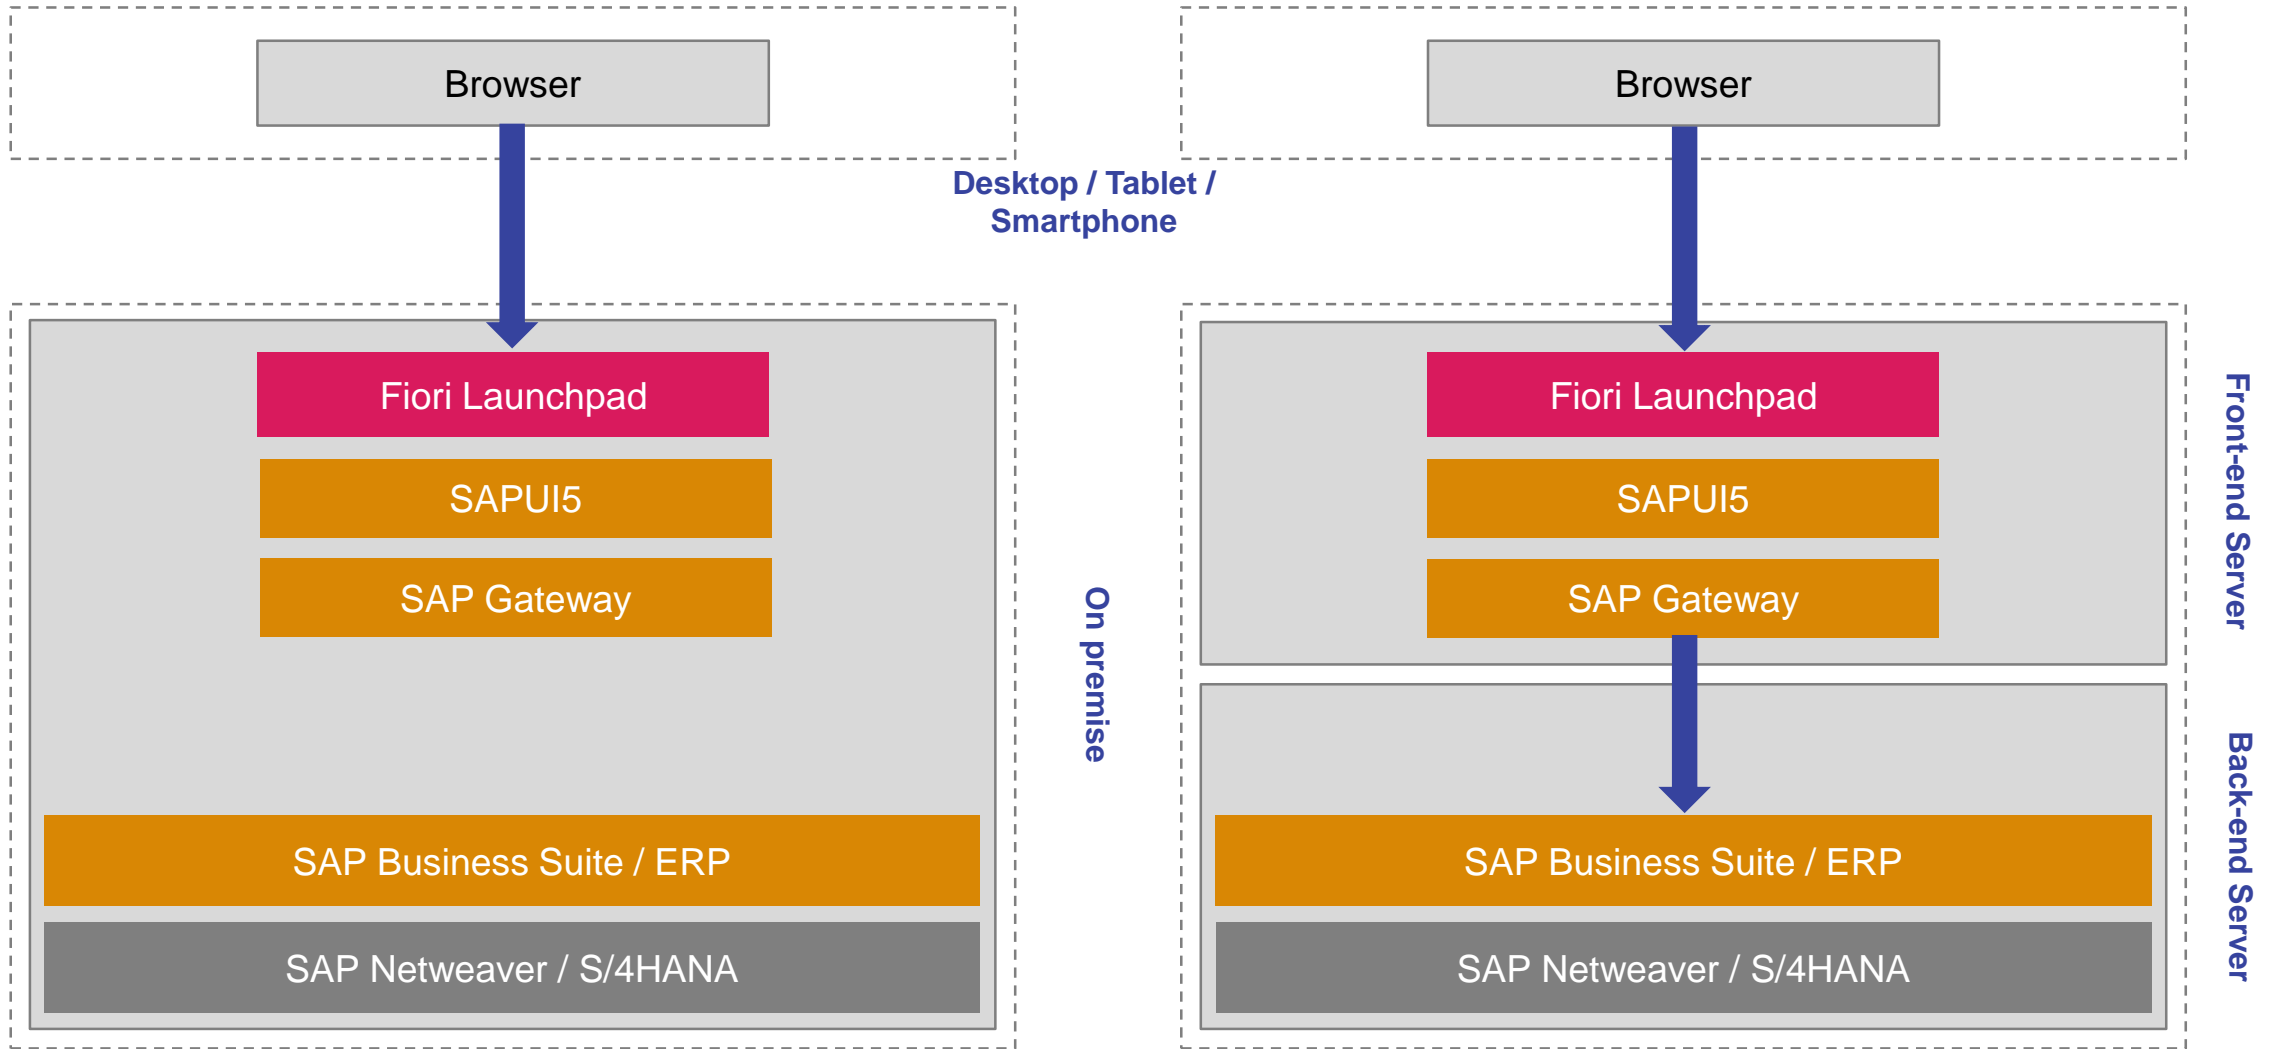 Browser
Browser
Desktop / Tablet /
Smartphone
Fiori Launchpad
SAPUI5
SAP Gateway
SAP Business Suite / ERP
SAP Netweaver / S/4HANA
On premise
Fiori Launchpad
SAPUI5
SAP Gateway
Front-end Server
SAP Business Suite / ERP
SAP Netweaver / S/4HANA
Back-end Server